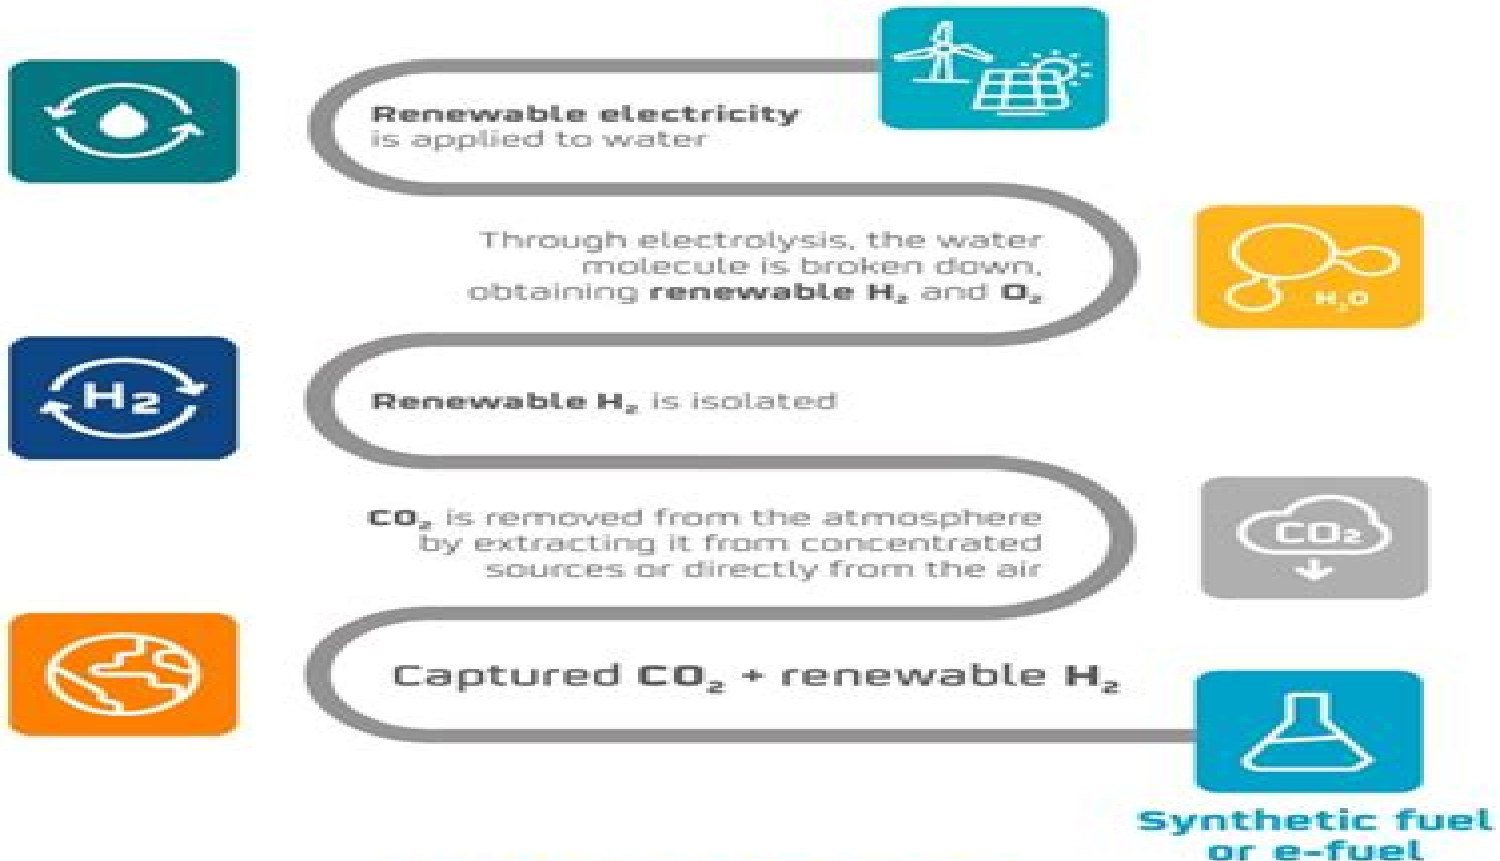 Renewable electricity
is applied to water
Through electrolysis, the water
molecule is broken down,
obtaining renewable H₂ and O₂
H₂O
H2
Renewable H₂ is isolated
CO₂ is removed from the atmosphere
by extracting it from concentrated
sources or directly from the air
CO₂
Captured CO₂ + renewable H₂
Synthetic fuel
or e-fuel